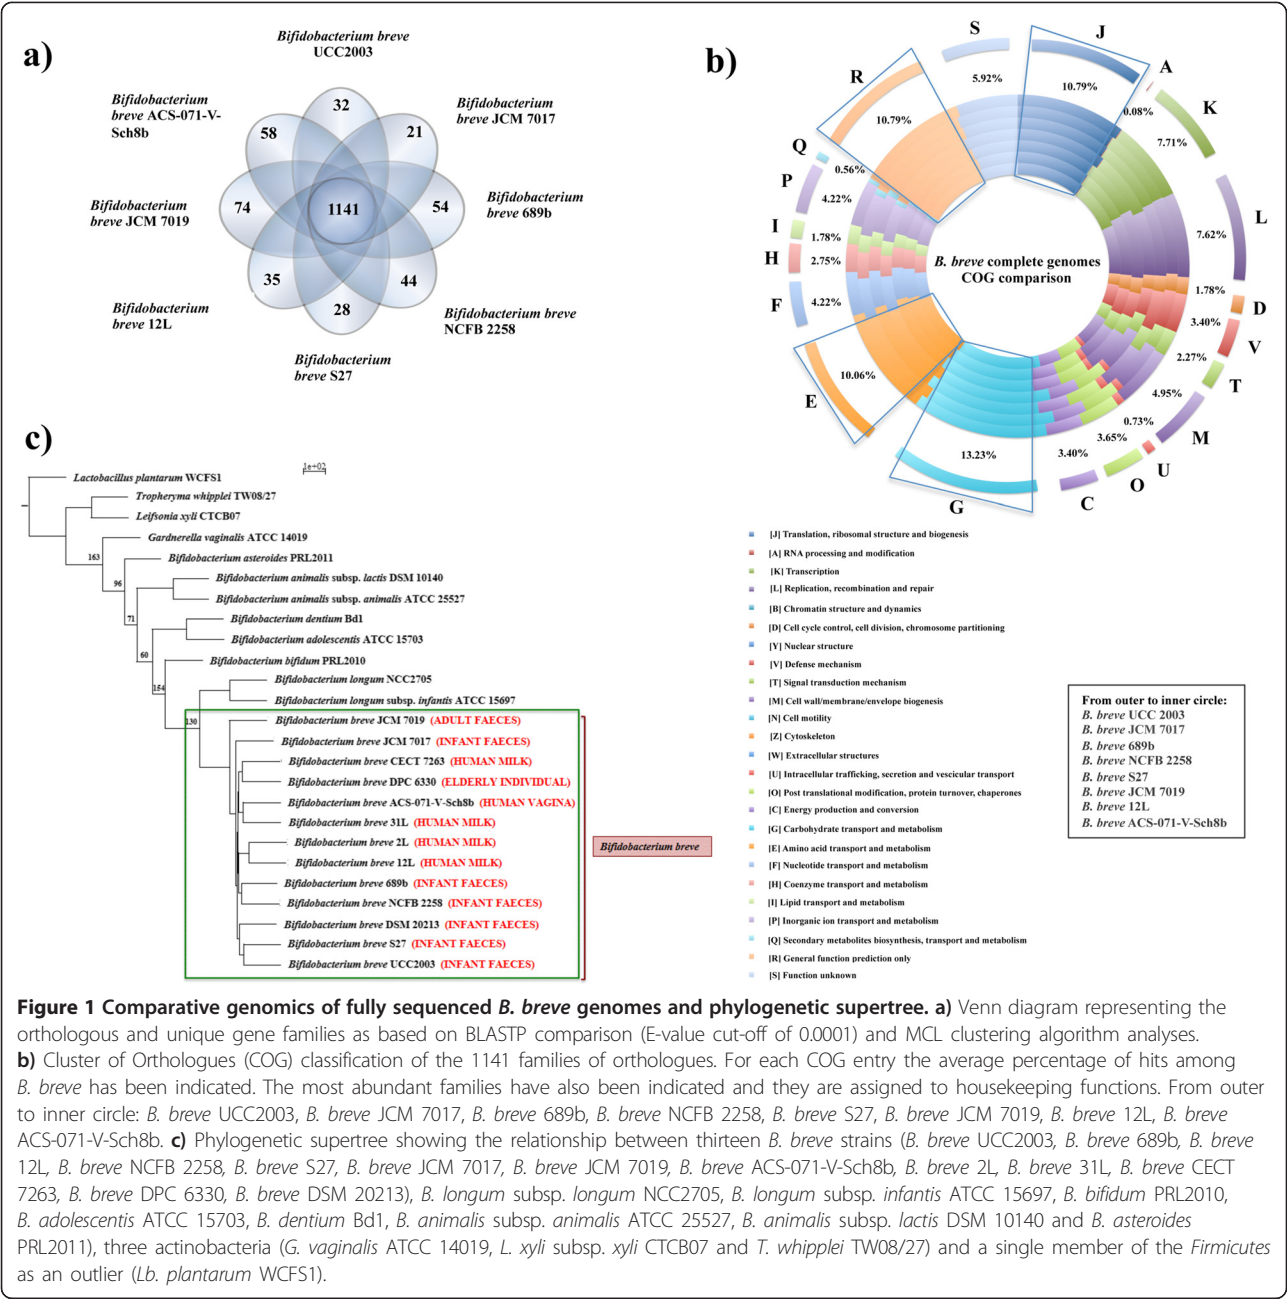 a)
Bifidobacterium breve
UCC2003
Bifidobacterium
breve ACS-071-V-
Sch8b
Bifidobacterium
breve JCM 7017
Bifidobacterium
breve JCM 7019
Bifidobacterium
breve 689b
Bifidobacterium
breve 12L
Bifidobacterium breve
NCFB 2258
Bifidobacterium
breve S27
32
58
21
74
1141
54
35
44
28
b)
S
J
R
A
K
Q
P
L
I
H
D
F
V
T
E
M
U
O
G
C
5.92%
10.79%
0.08%
7.71%
10.79%
0.56%
4.22%
7.62%
1.78%
2.75%
1.78%
4.22%
3.40%
2.27%
10.06%
4.95%
0.73%
3.65%
13.23%
3.40%
B. breve complete genomes
COG comparison
[J] Translation, ribosomal structure and biogenesis
[A] RNA processing and modification
[K] Transcription
[L] Replication, recombination and repair
[B] Chromatin structure and dynamics
[D] Cell cycle control, cell division, chromosome partitioning
[Y] Nuclear structure
[V] Defense mechanism
[T] Signal transduction mechanism
[M] Cell wall/membrane/envelope biogenesis
[N] Cell motility
[Z] Cytoskeleton
[W] Extracellular structures
[U] Intracellular trafficking, secretion and vescicular transport
[O] Post translational modification, protein turnover, chaperones
[C] Energy production and conversion
[G] Carbohydrate transport and metabolism
[E] Amino acid transport and metabolism
[F] Nucleotide transport and metabolism
[H] Coenzyme transport and metabolism
[I] Lipid transport and metabolism
[P] Inorganic ion transport and metabolism
[Q] Secondary metabolites biosynthesis, transport and metabolism
[R] General function prediction only
[S] Function unknown
From outer to inner circle:
B. breve UCC 2003
B. breve JCM 7017
B. breve 689b
B. breve NCFB 2258
B. breve S27
B. breve JCM 7019
B. breve 12L
B. breve ACS-071-V-Sch8b
c)
1e+02
Lactobacillus plantarum WCFS1
Tropheryma whipplei TW08/27
Leifsonia xyli CTCB07
Gardnerella vaginalis ATCC 14019
163
Bifidobacterium asteroides PRL2011
96
Bifidobacterium animalis subsp. lactis DSM 10140
Bifidobacterium animalis subsp. animalis ATCC 25527
71
Bifidobacterium dentium Bd1
Bifidobacterium adolescentis ATCC 15703
60
Bifidobacterium bifidum PRL2010
154
Bifidobacterium longum NCC2705
Bifidobacterium longum subsp. infantis ATCC 15697
130
Bifidobacterium breve JCM 7019 (ADULT FAECES)
Bifidobacterium breve JCM 7017 (INFANT FAECES)
Bifidobacterium breve CECT 7263 (HUMAN MILK)
Bifidobacterium breve DPC 6330 (ELDERLY INDIVIDUAL)
Bifidobacterium breve ACS-071-V-Sch8b (HUMAN VAGINA)
Bifidobacterium breve 31L (HUMAN MILK)
Bifidobacterium breve 2L (HUMAN MILK)
Bifidobacterium breve 12L (HUMAN MILK)
Bifidobacterium breve 689b (INFANT FAECES)
Bifidobacterium breve NCFB 2258 (INFANT FAECES)
Bifidobacterium breve DSM 20213 (INFANT FAECES)
Bifidobacterium breve S27 (INFANT FAECES)
Bifidobacterium breve UCC2003 (INFANT FAECES)
Bifidobacterium breve
Figure 1 Comparative genomics of fully sequenced B. breve genomes and phylogenetic supertree. a) Venn diagram representing the
orthologous and unique gene families as based on BLASTP comparison (E-value cut-off of 0.0001) and MCL clustering algorithm analyses.
b) Cluster of Orthologues (COG) classification of the 1141 families of orthologues. For each COG entry the average percentage of hits among
B. breve has been indicated. The most abundant families have also been indicated and they are assigned to housekeeping functions. From outer
to inner circle: B. breve UCC2003, B. breve JCM 7017, B. breve 689b, B. breve NCFB 2258, B. breve S27, B. breve JCM 7019, B. breve 12L, B. breve
ACS-071-V-Sch8b. c) Phylogenetic supertree showing the relationship between thirteen B. breve strains (B. breve UCC2003, B. breve 689b, B. breve
12L, B. breve NCFB 2258, B. breve S27, B. breve JCM 7017, B. breve JCM 7019, B. breve ACS-071-V-Sch8b, B. breve 2L, B. breve 31L, B. breve CECT
7263, B. breve DPC 6330, B. breve DSM 20213), B. longum subsp. longum NCC2705, B. longum subsp. infantis ATCC 15697, B. bifidum PRL2010,
B. adolescentis ATCC 15703, B. dentium Bd1, B. animalis subsp. animalis ATCC 25527, B. animalis subsp. lactis DSM 10140 and B. asteroides
PRL2011), three actinobacteria (G. vaginalis ATCC 14019, L. xyli subsp. xyli CTCB07 and T. whipplei TW08/27) and a single member of the Firmicutes
as an outlier (Lb. plantarum WCFS1).